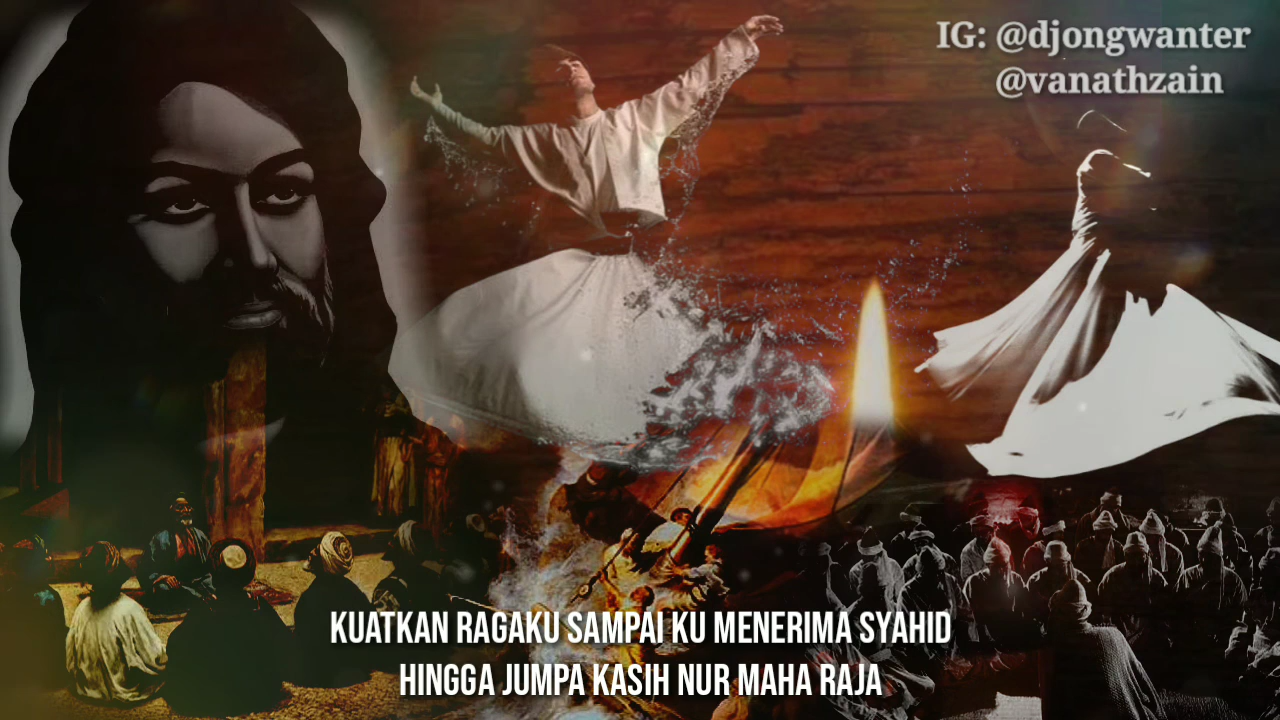 IG: @djongwanter
@vanathzain
KUATKAN RAGAKU SAMPAI KU MENERIMA SYAHID
HINGGA JUMPA KASIH NUR MAHA RAJA